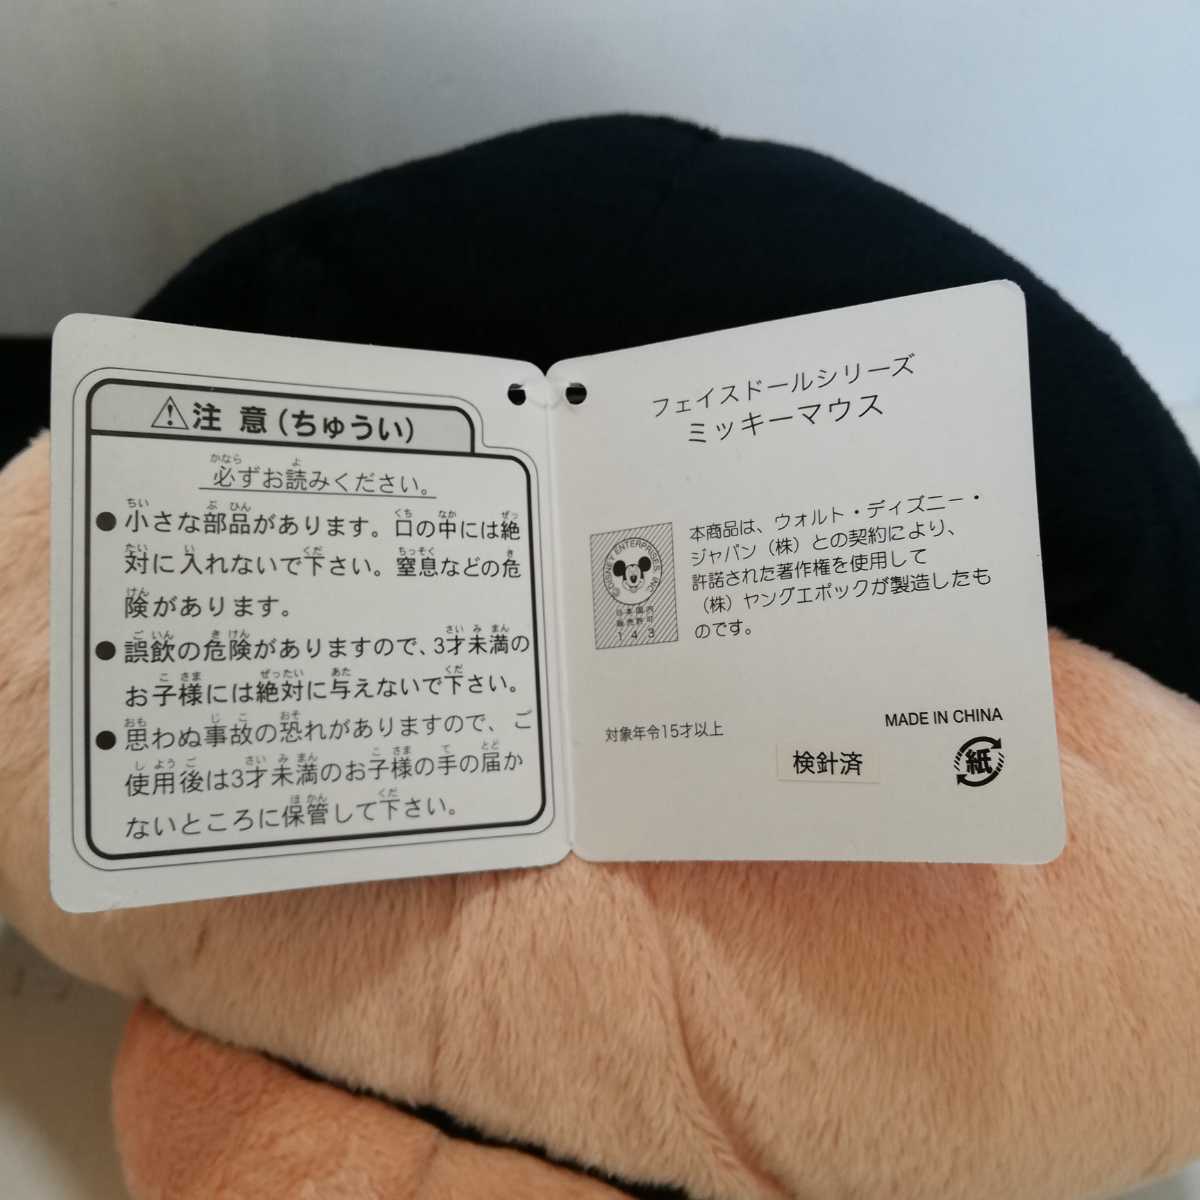 ⚠注 意(ちゅうい)
必ずお読みください。
●小さな部品があります。口の中には絶
対に入れないで下さい。窒息などの危
険があります。
●誤飲の危険がありますので、3才未満の
お子様には絶対に与えないで下さい。
●思わぬ事故の恐れがありますので、ご
使用後は3才未満のお子様の手の届か
ないところに保管して下さい。
フェイスドールシリーズ
ミッキーマウス
©DISNEY ENTERPRISES INC.
日本国内
販売許可
143
本商品は、ウォルト・ディズニー・
ジャパン(株)との契約により、
許諾された著作権を使用して
(株)ヤングエポックが製造したも
のです。
対象年令15才以上
MADE IN CHINA
検針済
紙